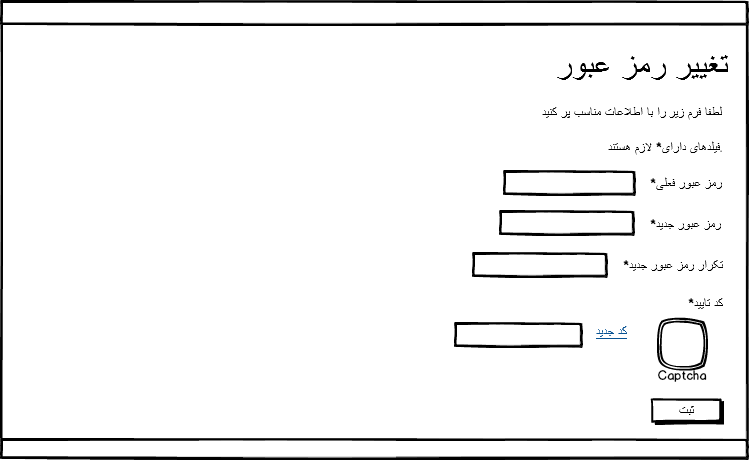 تغییر رمز عبور
لطفا فرم زیر را با اطلاعات مناسب پر کنید
فیلدهای دارای* لازم هستند.
رمز عبور فعلی*
رمز عبور جدید*
تکرار رمز عبور جدید*
کد تایید*
کد جدید
Captcha
ثبت